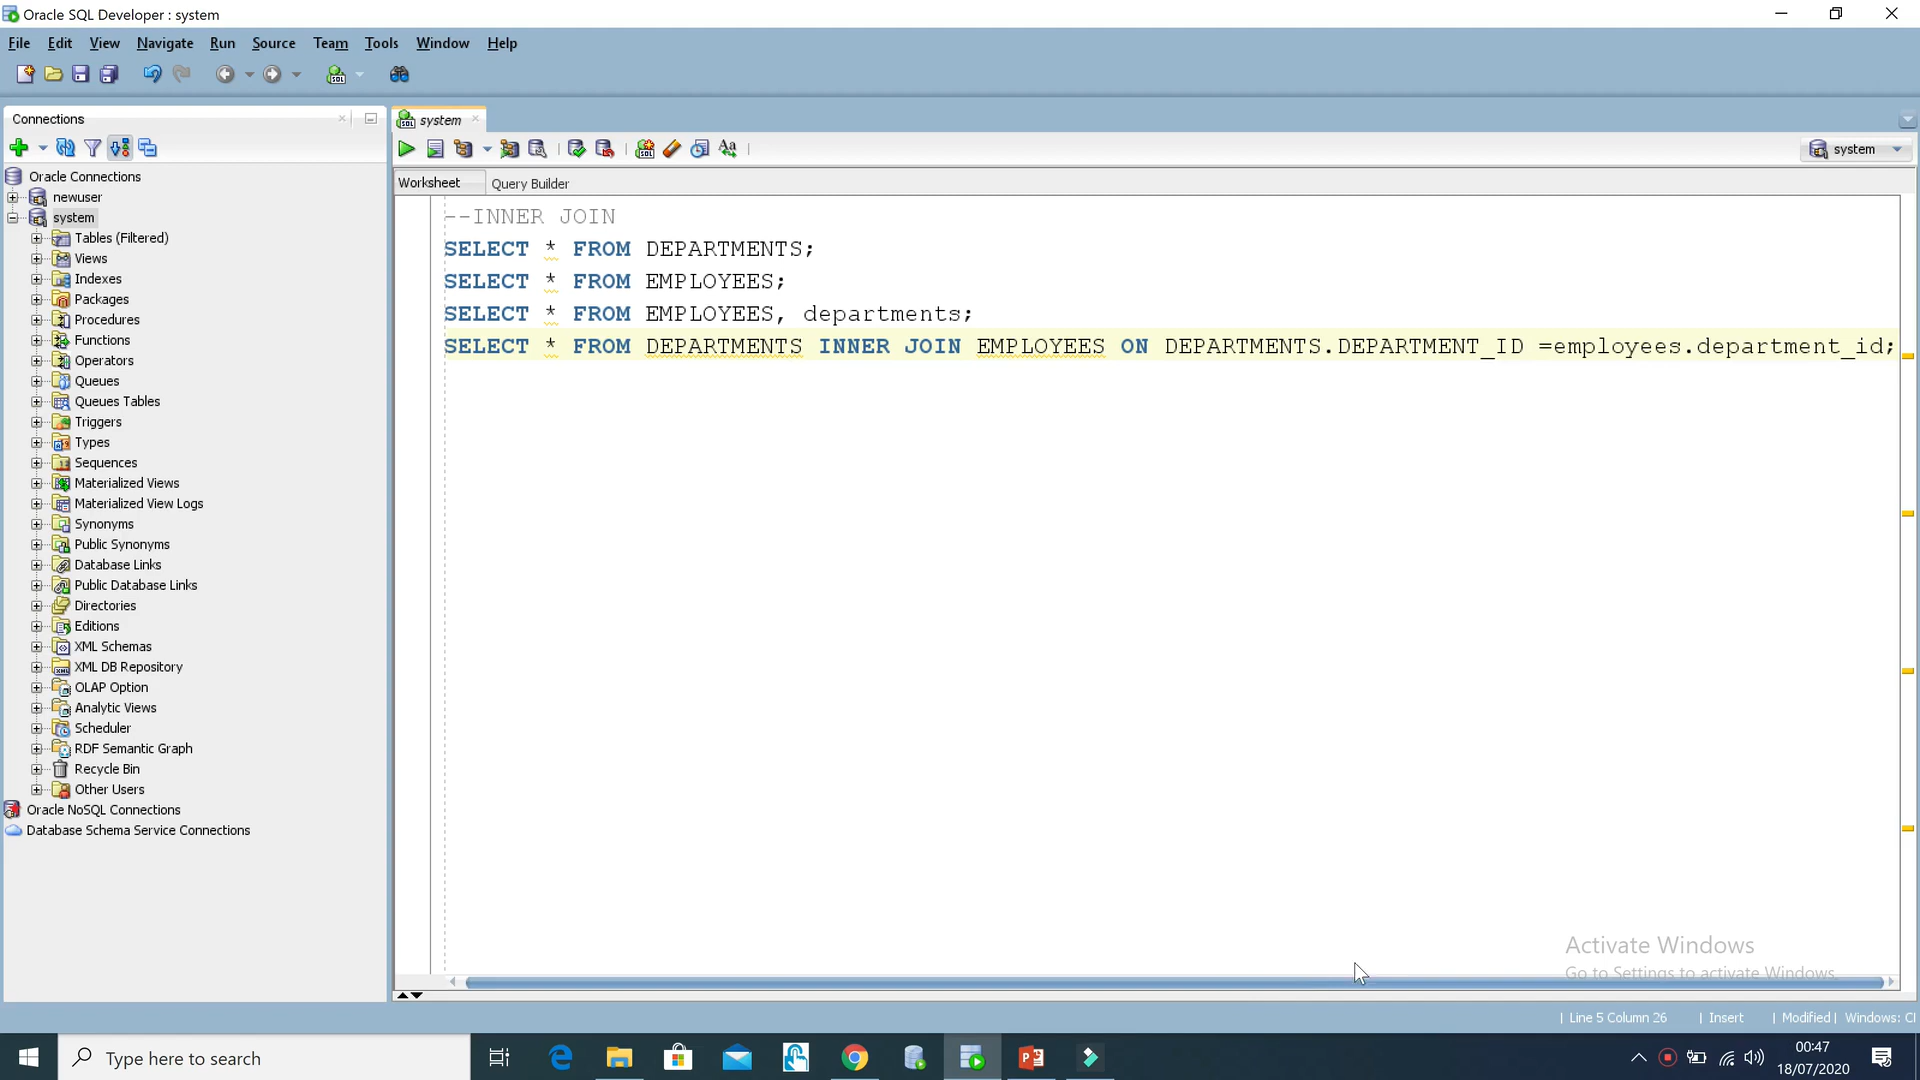 Oracle SQL Developer : system
File Edit View Navigate Run Source Team Tools Window Help
Connections
system
system
Worksheet Query Builder
Oracle Connections
newuser
system
Tables (Filtered)
Views
Indexes
Packages
Procedures
Functions
Operators
Queues
Queues Tables
Triggers
Types
Sequences
Materialized Views
Materialized View Logs
Synonyms
Public Synonyms
Database Links
Public Database Links
Directories
Editions
XML Schemas
XML DB Repository
OLAP Option
Analytic Views
Scheduler
RDF Semantic Graph
Recycle Bin
Other Users
Oracle NoSQL Connections
Database Schema Service Connections
--INNER JOIN
SELECT * FROM DEPARTMENTS;
SELECT * FROM EMPLOYEES;
SELECT * FROM EMPLOYEES, departments;
SELECT * FROM DEPARTMENTS INNER JOIN EMPLOYEES ON DEPARTMENTS.DEPARTMENT_ID =employees.department_id;
Activate Windows
Go to Settings to activate Windows.
| Line 5 Column 26 | Insert | Modified | Windows: Cl
Type here to search
00:47
18/07/2020